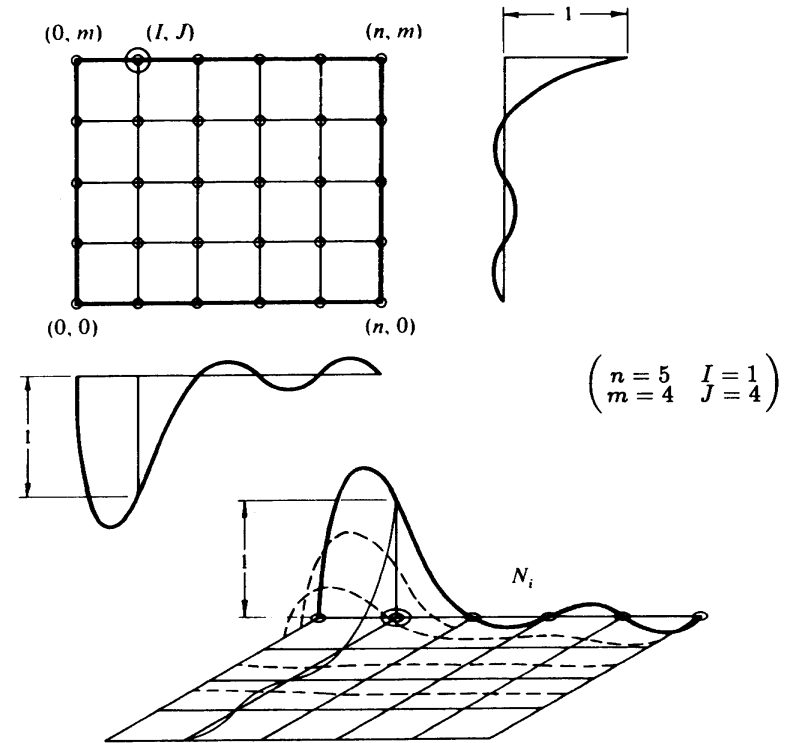 1
(0, m) (I, J) (n, m)
(0, 0) (n, 0)
n = 5 I = 1
m = 4 J = 4
1
1
N_i